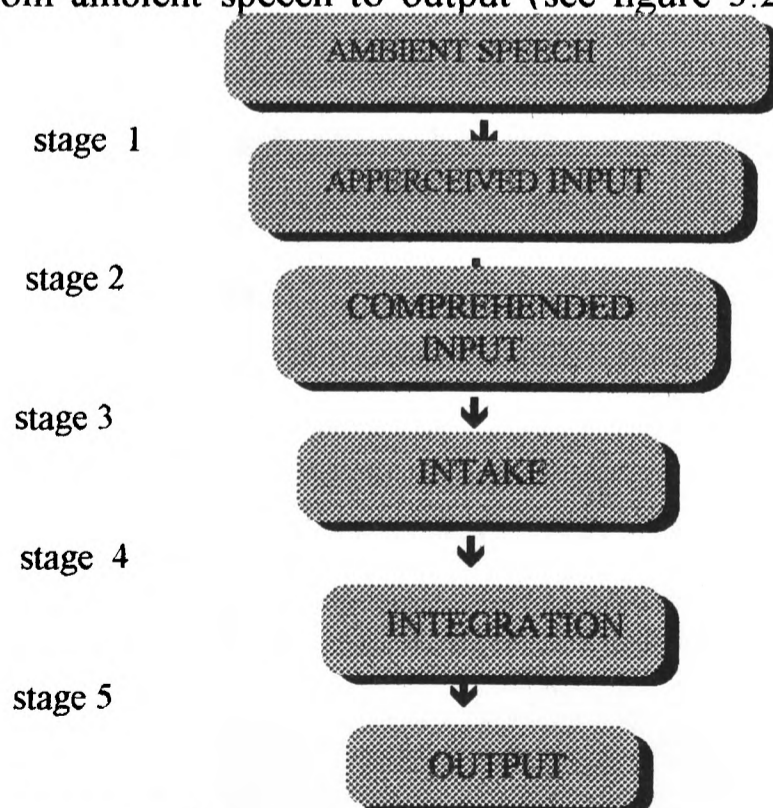 om ambient speech to output (see figure 3.2
AMBIENT SPEECH
stage 1
APPERCEIVED INPUT
stage 2
COMPREHENDED
INPUT
stage 3
INTAKE
stage 4
INTEGRATION
stage 5
OUTPUT